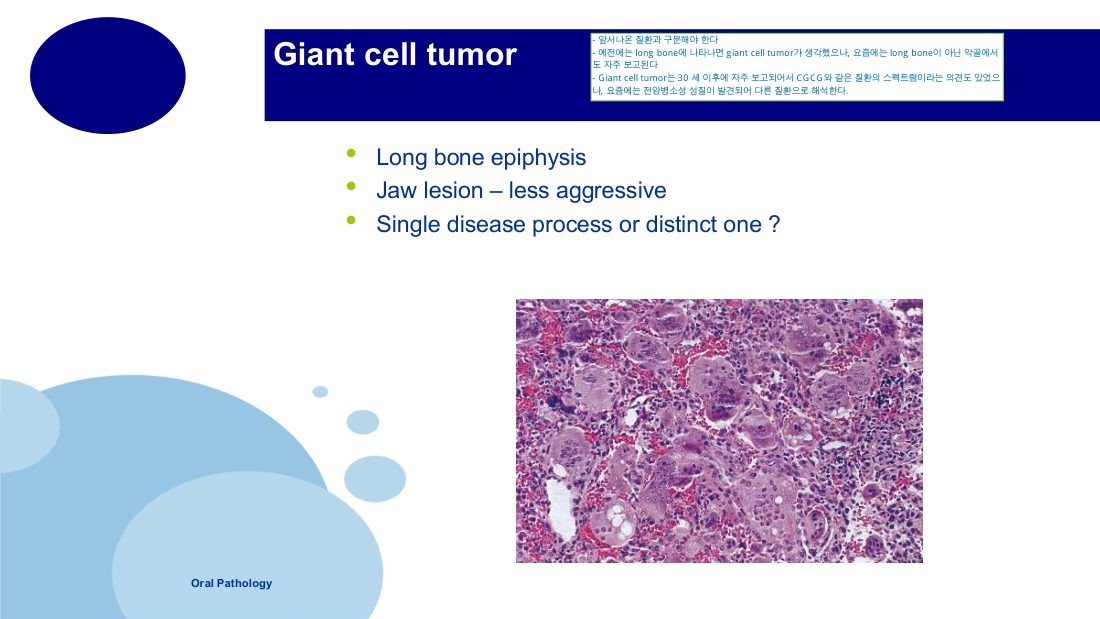 Giant cell tumor
- 앞서나온 질환과 구분해야 한다
- 예전에는 long bone에 나타나면 giant cell tumor가 생각했으나, 요즘에는 long bone이 아닌 악골에서
도 자주 보고된다
- Giant cell tumor는 30 세 이후에 자주 보고되어서 CGCG와 같은 질환의 스펙트럼이라는 의견도 있었으
나, 요즘에는 전암병소성 성질이 발견되어 다른 질환으로 해석한다.
• Long bone epiphysis
• Jaw lesion – less aggressive
• Single disease process or distinct one ?
Oral Pathology